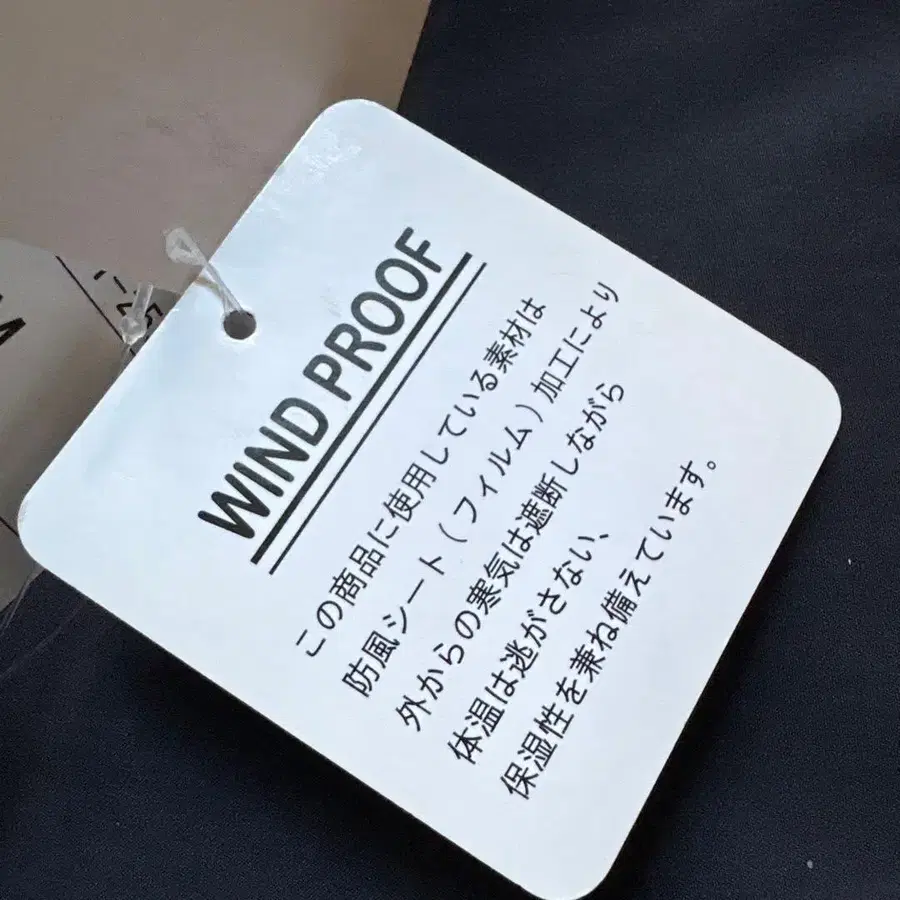 WIND PROOF
この商品に使用している素材は
防風シート(フィルム)加工により
外からの寒気は遮断しながら
体温は逃がさない、
保湿性を兼ね備えています。